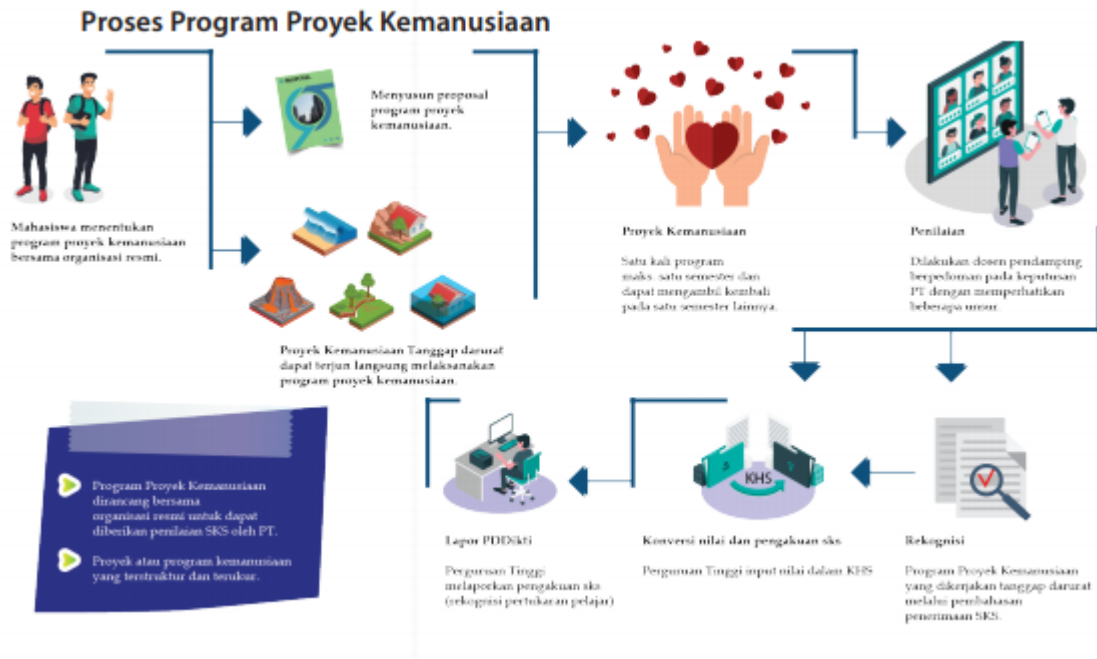 Proses Program Proyek Kemanusiaan
Mahasiswa menentukan
program proyek kemanusiaan
bersama organisasi resmi.
Menyusun proposal
program proyek
kemanusiaan.
Proyek Kemanusiaan Tanggap darurat
dapat terjun langsung melaksanakan
program proyek kemanusiaan.
Proyek Kemanusiaan
Satu kali program
maks. satu semester dan
dapat mengambil kembali
pada satu semester lainnya.
Penilaian
Dilakukan dosen pendamping
berpedoman pada keputusan
PT dengan memperhatikan
beberapa unsur.
Program Proyek Kemanusiaan
dirancang bersama
organisasi resmi untuk dapat
diberikan penilaian SKS oleh PT.
Proyek atau program kemanusiaan
yang terstruktur dan terukur.
Lapor PDDikti
Perguruan Tinggi
melaporkan pengakuan sks
(rekognisi pertukaran pelajar)
KHS
Konversi nilai dan pengakuan sks
Perguruan Tinggi input nilai dalam KHS
Rekognisi
Program Proyek Kemanusiaan
yang dikerjakan tanggap darurat
melalui pembahasan
penerimaan SKS.